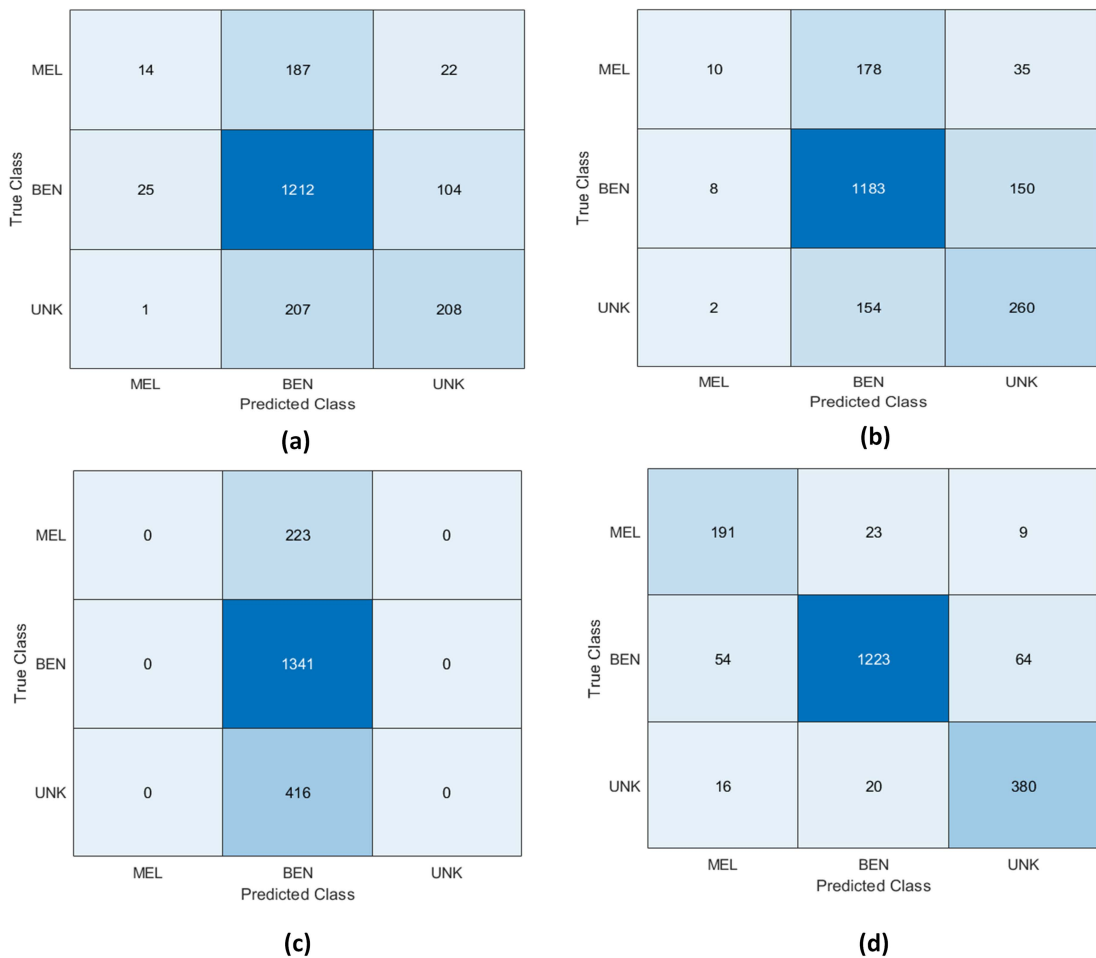 MEL 14 187 22
BEN 25 1212 104
UNK 1 207 208
MEL BEN UNK
Predicted Class
True Class
(a)
MEL 10 178 35
BEN 8 1183 150
UNK 2 154 260
MEL BEN UNK
Predicted Class
True Class
(b)
MEL 0 223 0
BEN 0 1341 0
UNK 0 416 0
MEL BEN UNK
Predicted Class
True Class
(c)
MEL 191 23 9
BEN 54 1223 64
UNK 16 20 380
MEL BEN UNK
Predicted Class
True Class
(d)